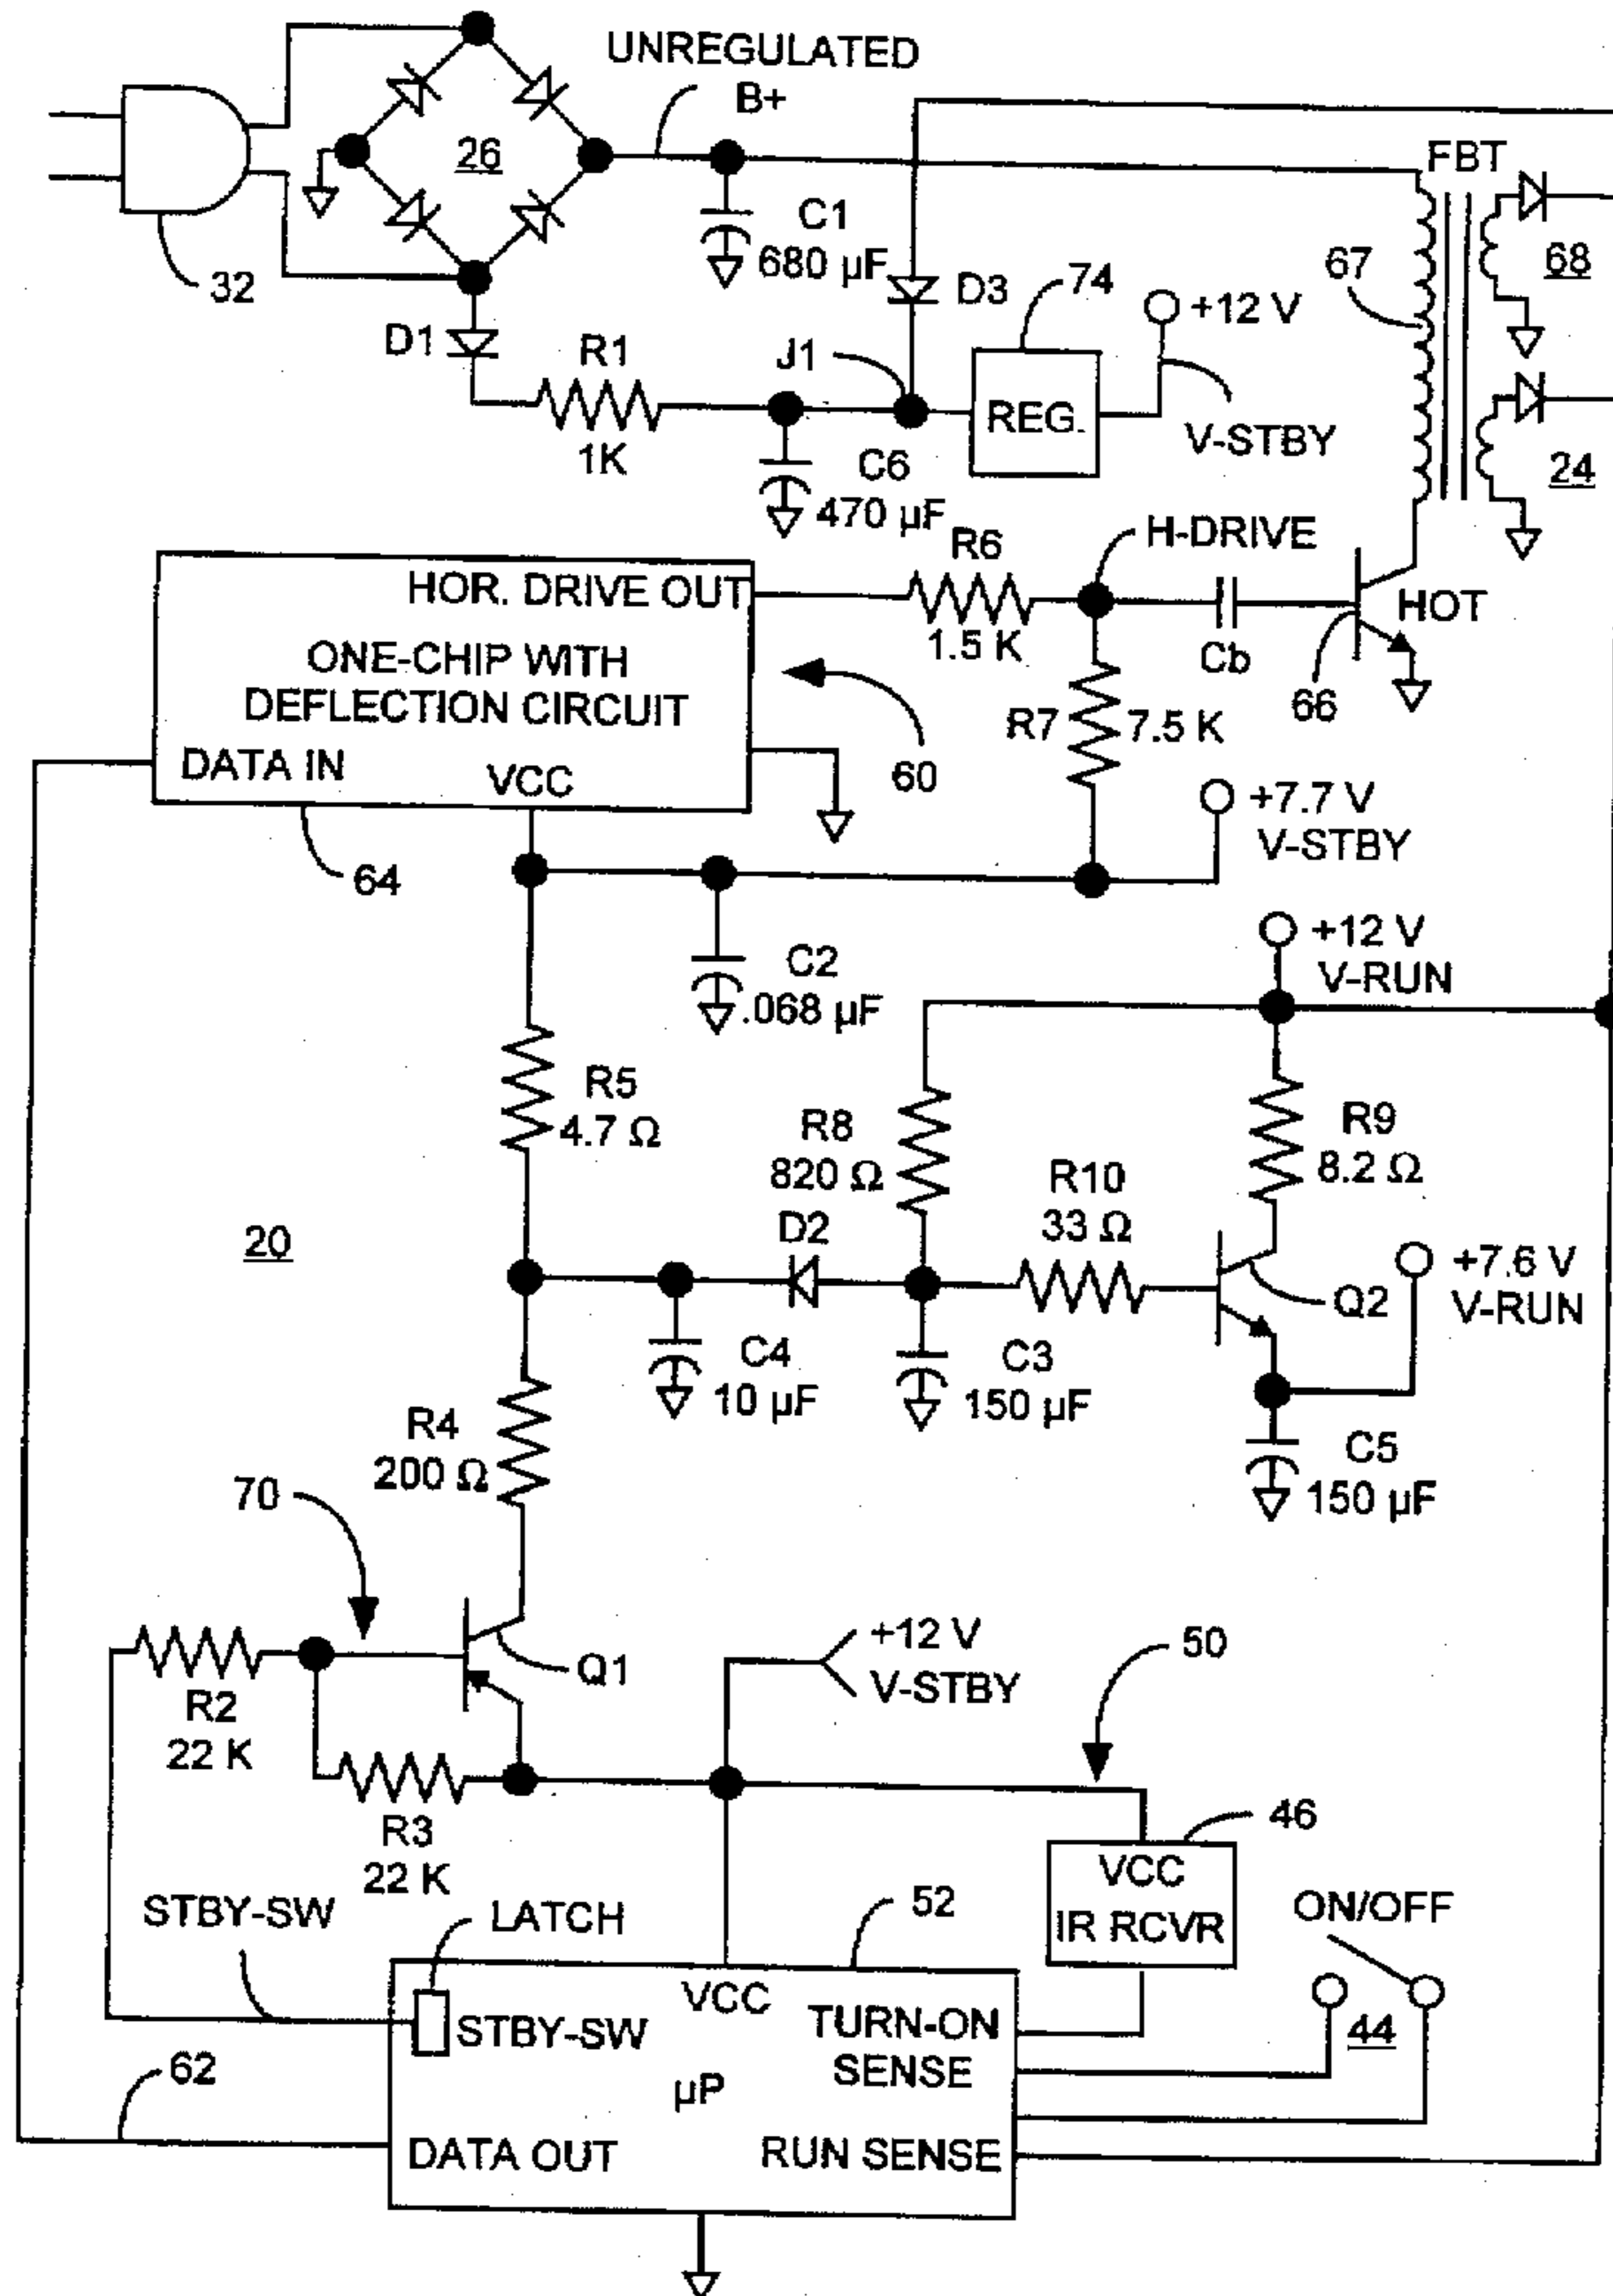 UNREGULATED
B+
FBT
26
C1
680 µF
32
67
68
D3
74
+12 V
D1
R1
J1
REG.
1K
C6
V-STBY
470 µF
24
R6
H-DRIVE
HOR. DRIVE OUT
HOT
1.5 K
Cb
ONE-CHIP WITH
DEFLECTION CIRCUIT
66
R7
7.5 K
DATA IN
VCC
60
+7.7 V
V-STBY
64
+12 V
V-RUN
C2
.068 µF
R5
4.7 Ω
R8
820 Ω
R9
8.2 Ω
R10
33 Ω
20
D2
+7.6 V
V-RUN
Q2
C4
10 µF
C3
150 µF
R4
200 Ω
C5
150 µF
70
+12 V
V-STBY
50
Q1
R2
22 K
R3
22 K
46
VCC
IR RCVR
STBY-SW
LATCH
52
ON/OFF
VCC
STBY-SW
TURN-ON
SENSE
44
62
µP
DATA OUT
RUN SENSE